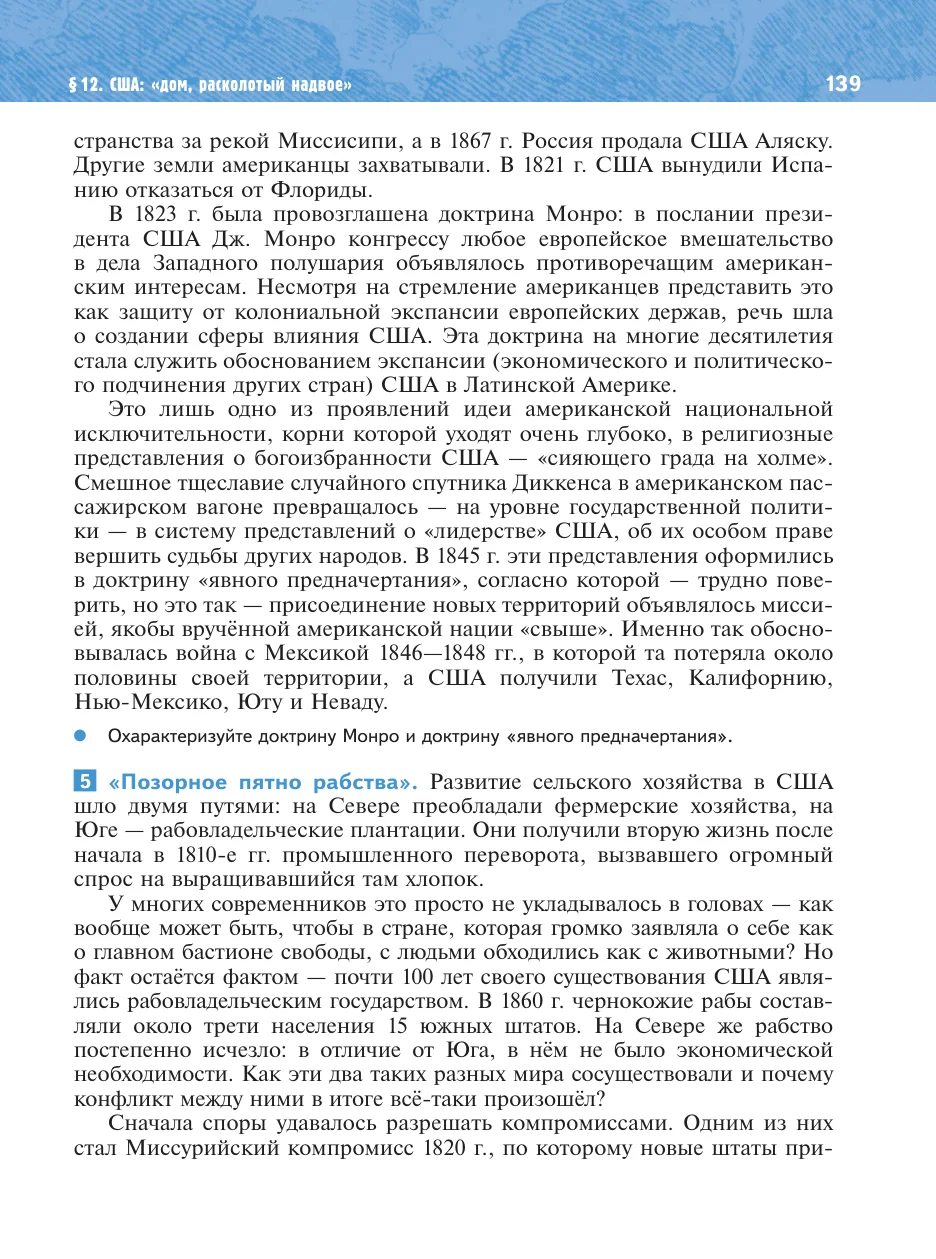 § 12. США: «дом, расколотый надвое»
139
странства за рекой Миссисипи, а в 1867 г. Россия продала США Аляску.
Другие земли американцы захватывали. В 1821 г. США вынудили Испа-
нию отказаться от Флориды.
В 1823 г. была провозглашена доктрина Монро: в послании прези-
дента США Дж. Монро конгрессу любое европейское вмешательство
в дела Западного полушария объявлялось противоречащим американ-
ским интересам. Несмотря на стремление американцев представить это
как защиту от колониальной экспансии европейских держав, речь шла
о создании сферы влияния США. Эта доктрина на многие десятилетия
стала служить обоснованием экспансии (экономического и политическо-
го подчинения других стран) США в Латинской Америке.
Это лишь одно из проявлений идеи американской национальной
исключительности, корни которой уходят очень глубоко, в религиозные
представления о богоизбранности США — «сияющего града на холме».
Смешное тщеславие случайного спутника Диккенса в американском пас-
сажирском вагоне превращалось — на уровне государственной полити-
ки — в систему представлений о «лидерстве» США, об их особом праве
вершить судьбы других народов. В 1845 г. эти представления оформились
в доктрину «явного предначертания», согласно которой — трудно пове-
рить, но это так — присоединение новых территорий объявлялось мисси-
ей, якобы вручённой американской нации «свыше». Именно так обосно-
вывалась война с Мексикой 1846—1848 гг., в которой та потеряла около
половины своей территории, а США получили Техас, Калифорнию,
Нью-Мексико, Юту и Неваду.
● Охарактеризуйте доктрину Монро и доктрину «явного предначертания».
5 «Позорное пятно рабства». Развитие сельского хозяйства в США
шло двумя путями: на Севере преобладали фермерские хозяйства, на
Юге — рабовладельческие плантации. Они получили вторую жизнь после
начала в 1810-е гг. промышленного переворота, вызвавшего огромный
спрос на выращивавшийся там хлопок.
У многих современников это просто не укладывалось в головах — как
вообще может быть, чтобы в стране, которая громко заявляла о себе как
о главном бастионе свободы, с людьми обходились как с животными? Но
факт остаётся фактом — почти 100 лет своего существования США явля-
лись рабовладельческим государством. В 1860 г. чернокожие рабы состав-
ляли около трети населения 15 южных штатов. На Севере же рабство
постепенно исчезло: в отличие от Юга, в нём не было экономической
необходимости. Как эти два таких разных мира сосуществовали и почему
конфликт между ними в итоге всё-таки произошёл?
Сначала споры удавалось разрешать компромиссами. Одним из них
стал Миссурийский компромисс 1820 г., по которому новые штаты при-